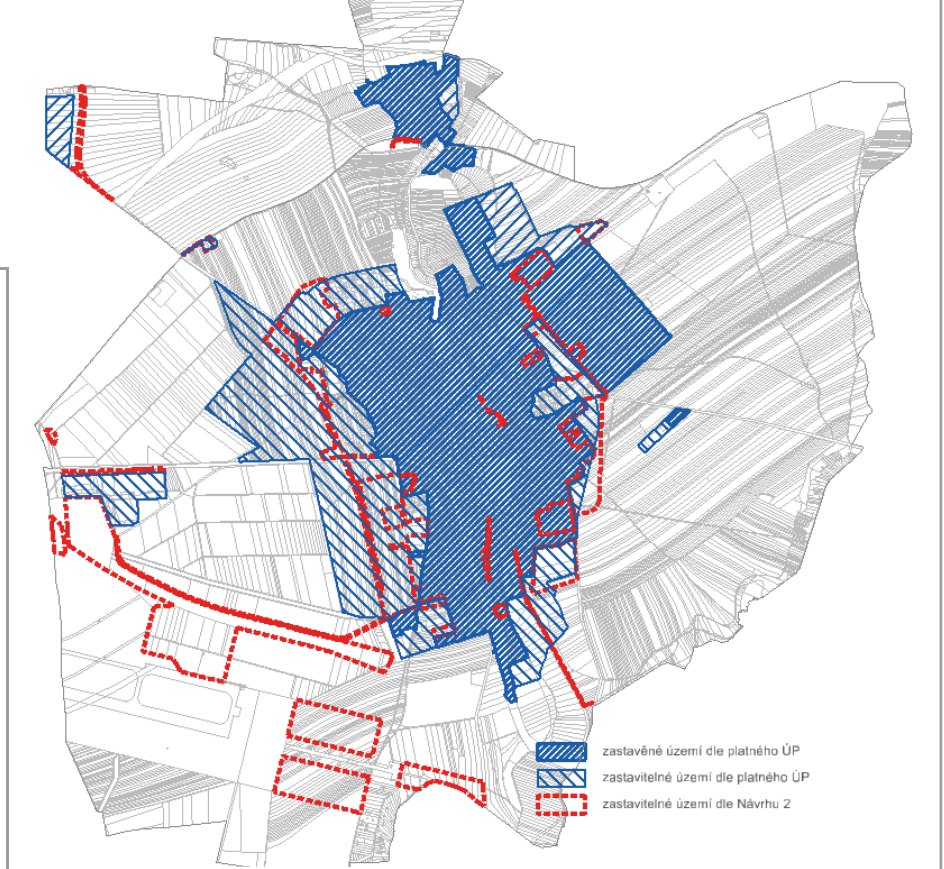 zastavěné území dle platného ÚP
zastavitelné území dle platného ÚP
zastavitelné území dle Návrhu 2